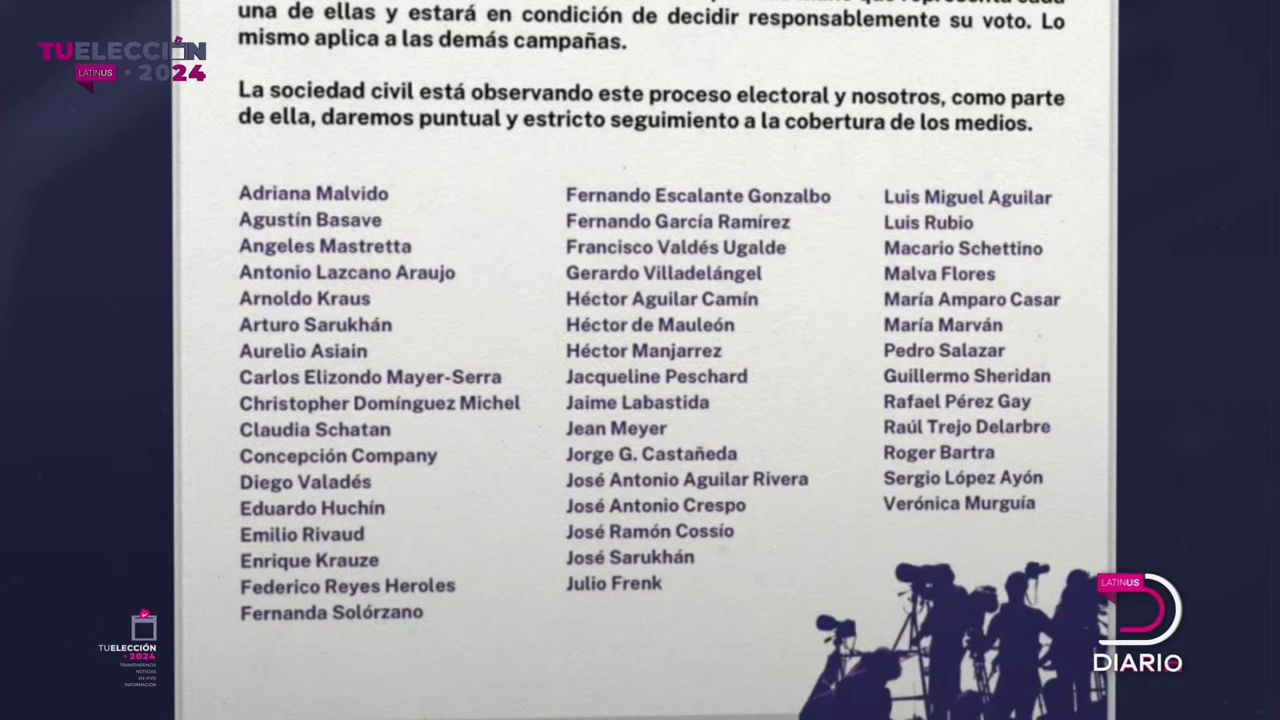 una de ellas y estará en condición de decidir responsablemente su voto. Lo
mismo aplica a las demás campañas.
La sociedad civil está observando este proceso electoral y nosotros, como parte
de ella, daremos puntual y estricto seguimiento a la cobertura de los medios.
Adriana Malvido
Agustín Basave
Angeles Mastretta
Antonio Lazcano Araujo
Arnoldo Kraus
Arturo Sarukhán
Aurelio Asiain
Carlos Elizondo Mayer-Serra
Christopher Domínguez Michel
Claudia Schatan
Concepción Company
Diego Valadés
Eduardo Huchín
Emilio Rivaud
Enrique Krauze
Federico Reyes Heroles
Fernanda Solórzano
Fernando Escalante Gonzalbo
Fernando García Ramírez
Francisco Valdés Ugalde
Gerardo Villadelángel
Héctor Aguilar Camín
Héctor de Mauleón
Héctor Manjarrez
Jacqueline Peschard
Jaime Labastida
Jean Meyer
Jorge G. Castañeda
José Antonio Aguilar Rivera
José Antonio Crespo
José Ramón Cossío
José Sarukhán
Julio Frenk
Luis Miguel Aguilar
Luis Rubio
Macario Schettino
Malva Flores
María Amparo Casar
María Marván
Pedro Salazar
Guillermo Sheridan
Rafael Pérez Gay
Raúl Trejo Delarbre
Roger Bartra
Sergio López Ayón
Verónica Murguía
TUELECCIÓN
LATINUS • 2024
TUELECCIÓN
• 2024
TRANSPARENCIA
NOTICIAS
EN VIVO
INFORMACIÓN
LATINUS
DIARIO